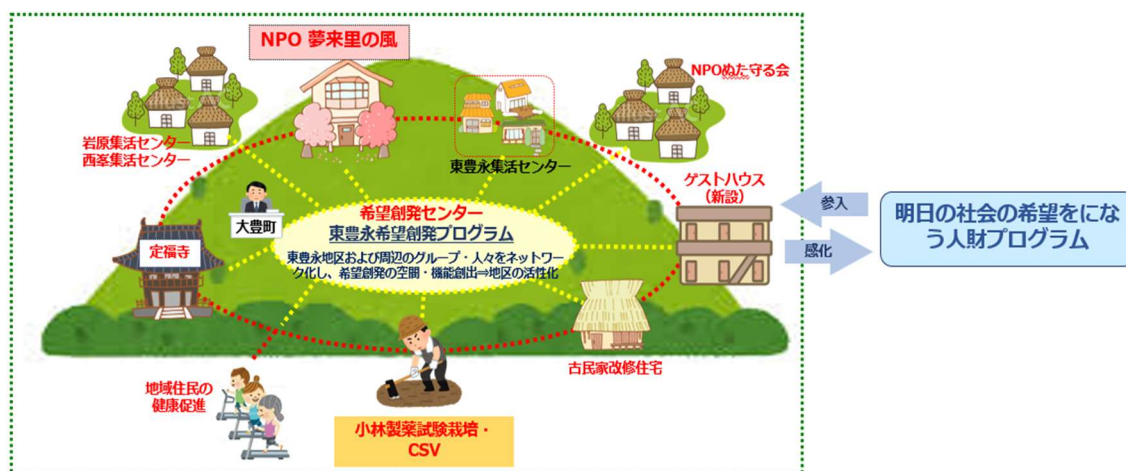 NPO 夢来里の風
NPOぬた守る会
岩原集活センター
西峯集活センター
東豊永集活センター
ゲストハウス
(新設)
大豊町
定福寺
希望創発センター
東豊永希望創発プログラム
東豊永地区および周辺のグループ・人々をネットワー
ク化し、希望創発の空間・機能創出⇒地区の活性化
参入
感化
明日の社会の希望をにな
う人財プログラム
古民家改修住宅
地域住民の
健康促進
小林製薬試験栽培・
CSV